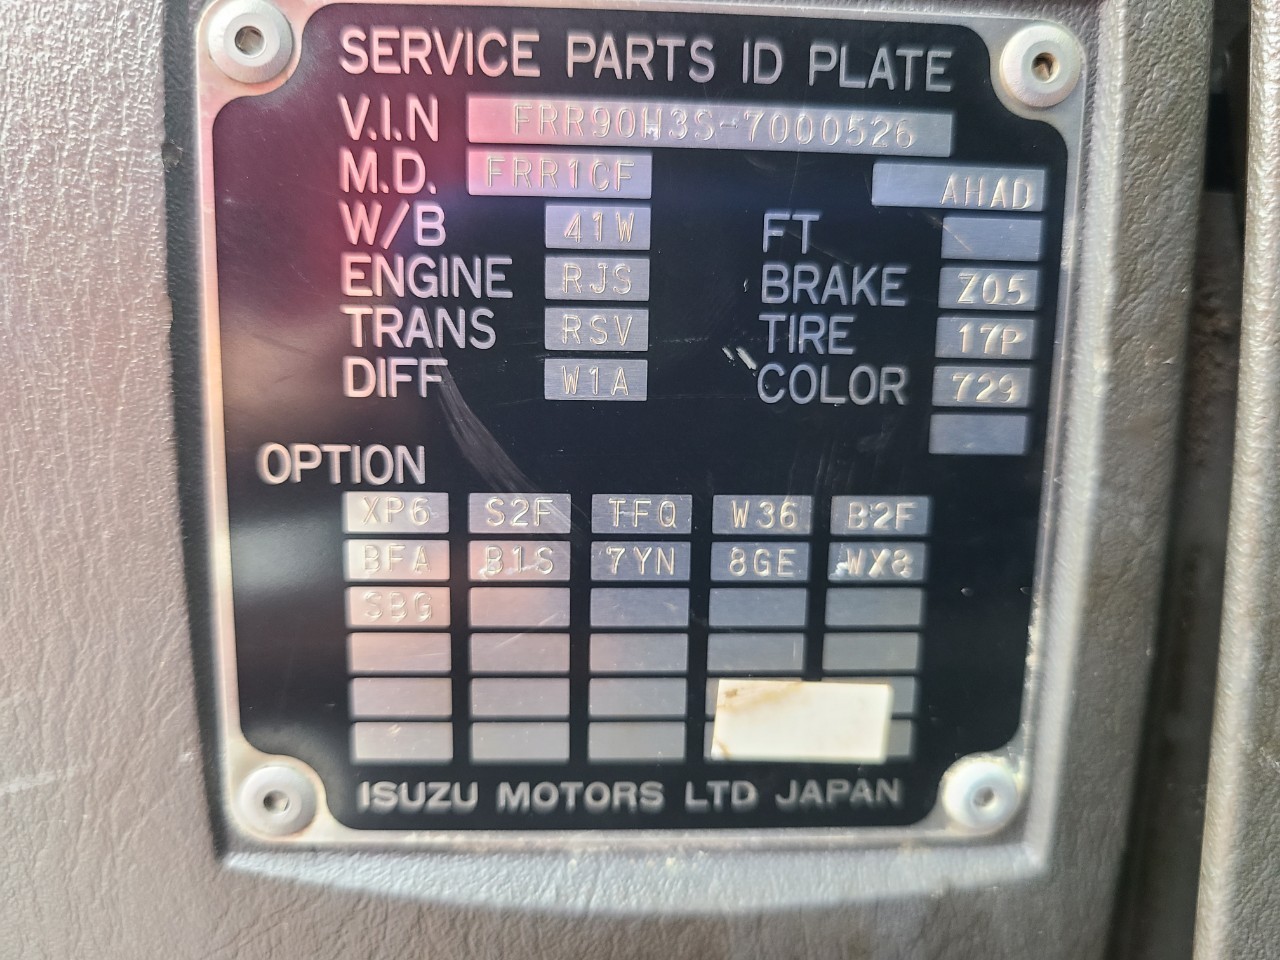 SERVICE PARTS ID PLATE
V.I.N FRR90H3S-7000526
M.D. FRR1CF AHAD
W/B 41W FT
ENGINE RJS BRAKE Z05
TRANS RSV TIRE 17P
DIFF W1A COLOR 729
OPTION
XP6 S2F TFQ W36 B2F
BFA B1S 7YN 8GE WX8
SBG
ISUZU MOTORS LTD JAPAN